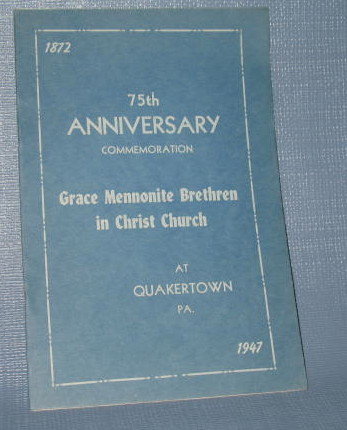 1872
75th
ANNIVERSARY
COMMEMORATION
Grace Mennonite Brethren
in Christ Church
AT
QUAKERTOWN
PA.
1947